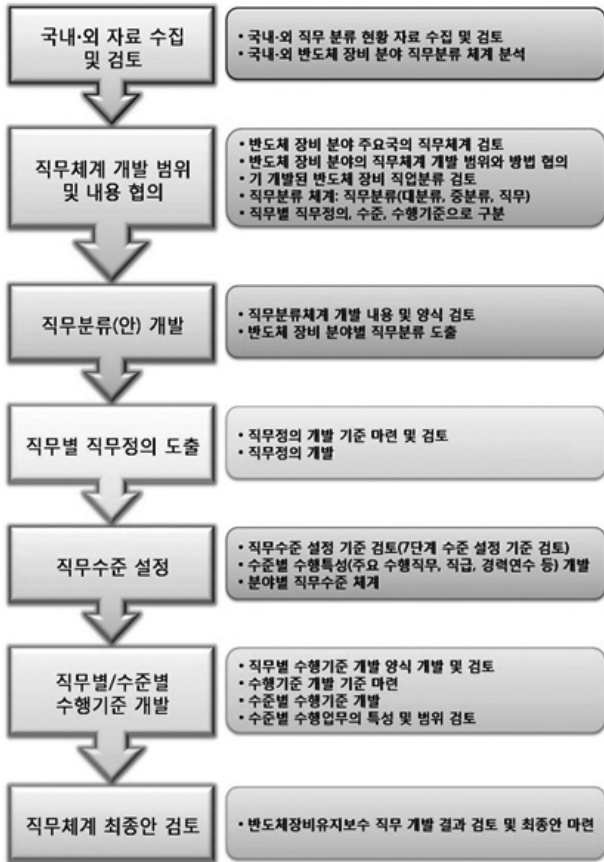 국내·외 자료 수집
및 검토
• 국내·외 직무 분류 현황 자료 수집 및 검토
• 국내·외 반도체 장비 분야 직무분류 체계 분석
직무체계 개발 범위
및 내용 협의
• 반도체 장비 분야 주요국의 직무체계 검토
• 반도체 장비 분야의 직무체계 개발 범위와 방법 협의
• 기 개발된 반도체 장비 직업분류 검토
• 직무분류 체계: 직무분류(대분류, 중분류, 직무)
• 직무별 직무정의, 수준, 수행기준으로 구분
직무분류(안) 개발
• 직무분류체계 개발 내용 및 양식 검토
• 반도체 장비 분야별 직무분류 도출
직무별 직무정의 도출
• 직무정의 개발 기준 마련 및 검토
• 직무정의 개발
직무수준 설정
• 직무수준 설정 기준 검토(7단계 수준 설정 기준 검토)
• 수준별 수행특성(주요 수행직무, 직급, 경력연수 등) 개발
• 분야별 직무수준 체계
직무별/수준별
수행기준 개발
• 직무별 수행기준 개발 양식 개발 및 검토
• 수행기준 개발 기준 마련
• 수준별 수행기준 개발
• 수준별 수행업무의 특성 및 범위 검토
직무체계 최종안 검토
• 반도체장비유지보수 직무 개발 결과 검토 및 최종안 마련